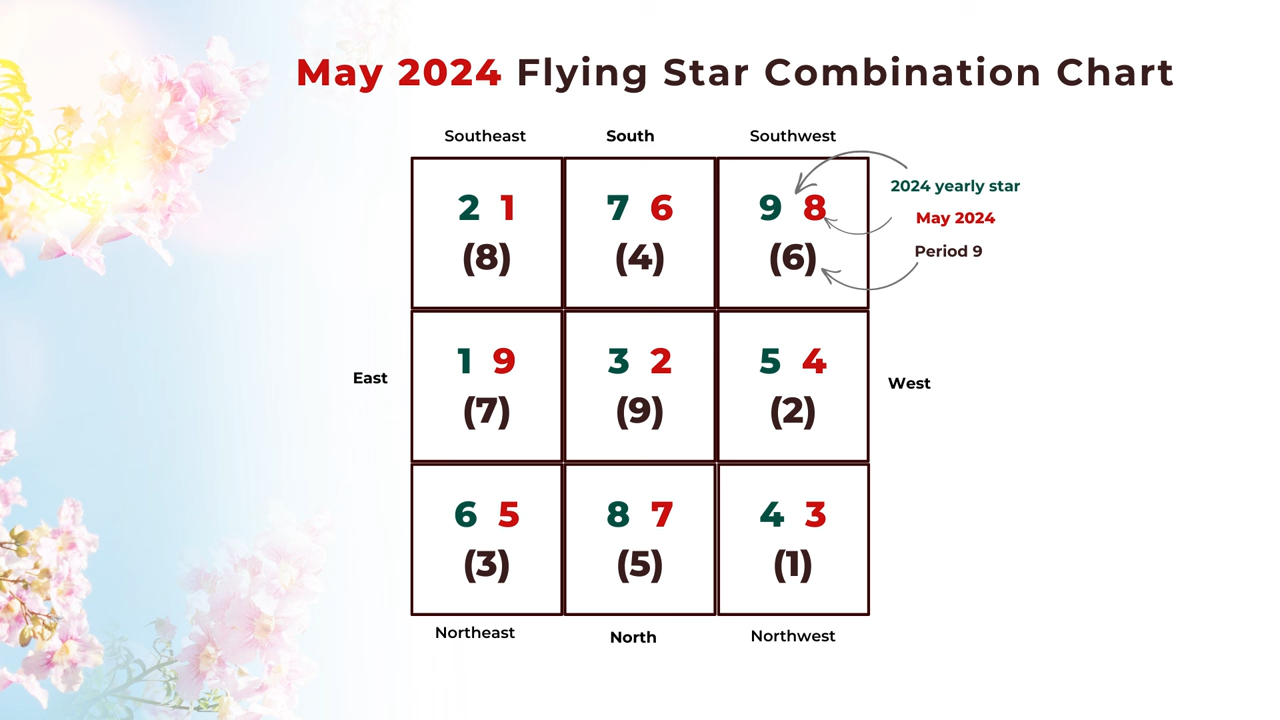 May 2024 Flying Star Combination Chart
Southeast South Southwest
2 1 7 6 9 8
(8) (4) (6)
2024 yearly star
May 2024
Period 9
East
1 9 3 2 5 4
(7) (9) (2)
West
6 5 8 7 4 3
(3) (5) (1)
Northeast North Northwest